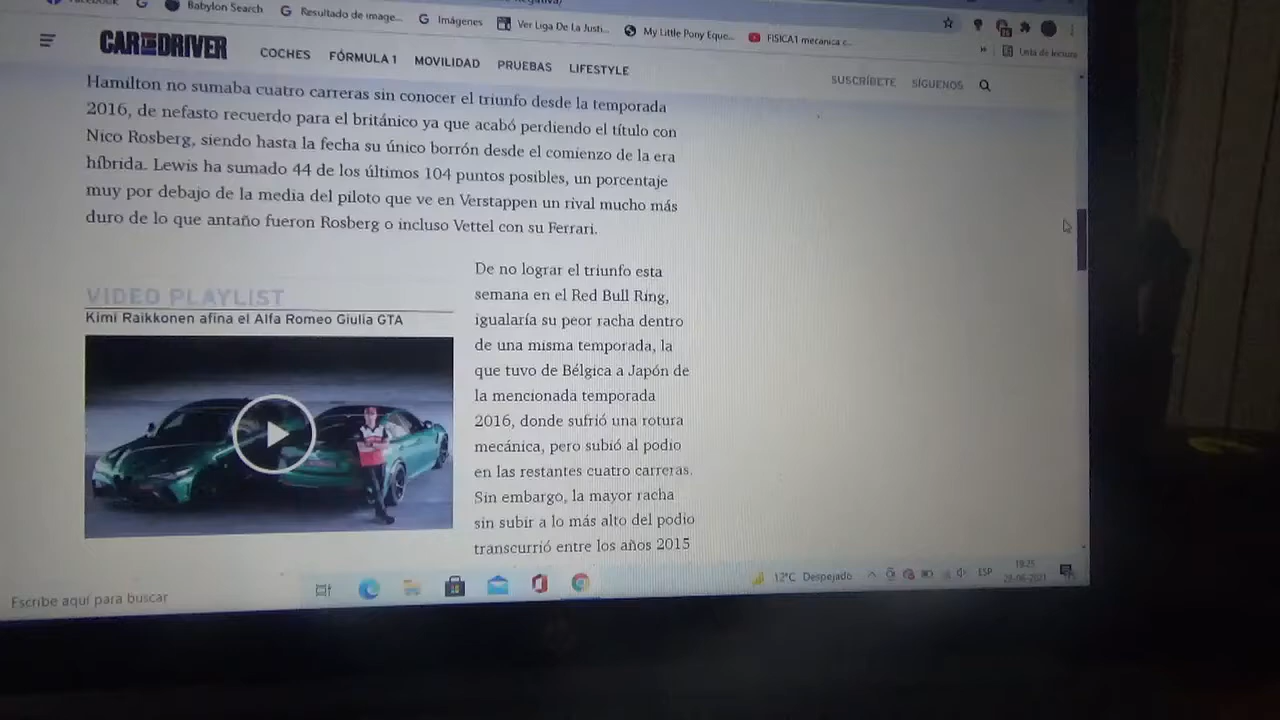 Babylon Search
Resultado de image...
Imágenes
Ver Liga De La Justi...
My Little Pony Eque...
FISICA1 mecanica c...
Lista de lectura
CAR AND DRIVER
COCHES
FÓRMULA 1
MOVILIDAD
PRUEBAS
LIFESTYLE
SUSCRÍBETE
SÍGUENOS
Hamilton no sumaba cuatro carreras sin conocer el triunfo desde la temporada
2016, de nefasto recuerdo para el británico ya que acabó perdiendo el título con
Nico Rosberg, siendo hasta la fecha su único borrón desde el comienzo de la era
híbrida. Lewis ha sumado 44 de los últimos 104 puntos posibles, un porcentaje
muy por debajo de la media del piloto que ve en Verstappen un rival mucho más
duro de lo que antaño fueron Rosberg o incluso Vettel con su Ferrari.
VIDEO PLAYLIST
Kimi Raikkonen afina el Alfa Romeo Giulia GTA
De no lograr el triunfo esta
semana en el Red Bull Ring,
igualaría su peor racha dentro
de una misma temporada, la
que tuvo de Bélgica a Japón de
la mencionada temporada
2016, donde sufrió una rotura
mecánica, pero subió al podio
en las restantes cuatro carreras.
Sin embargo, la mayor racha
sin subir a lo más alto del podio
transcurrió entre los años 2015
Escribe aquí para buscar
12°C Despejado
ESP
18:25
28-06-2021